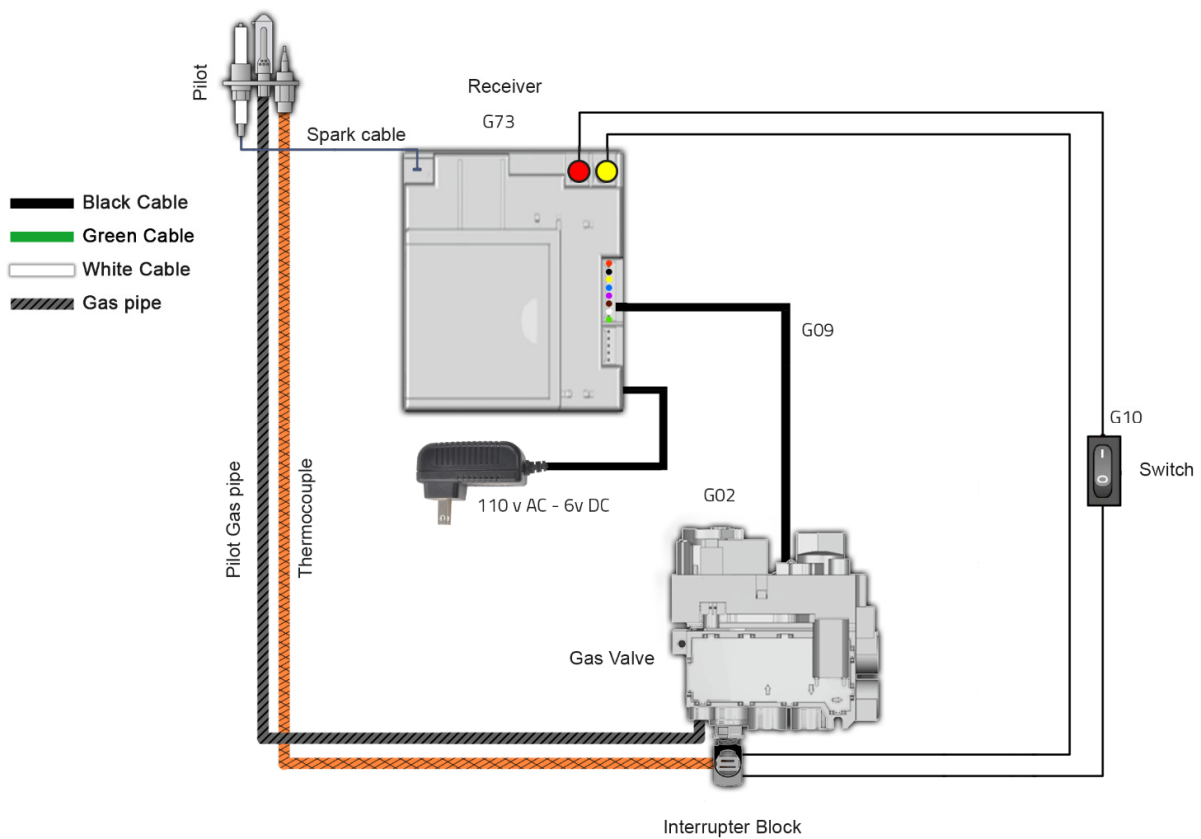 Pilot
Receiver
G73
Spark cable
Black Cable
Green Cable
White Cable
Gas pipe
G09
G10
Switch
110 v AC - 6v DC
G02
Pilot Gas pipe
Thermocouple
Gas Valve
Interrupter Block